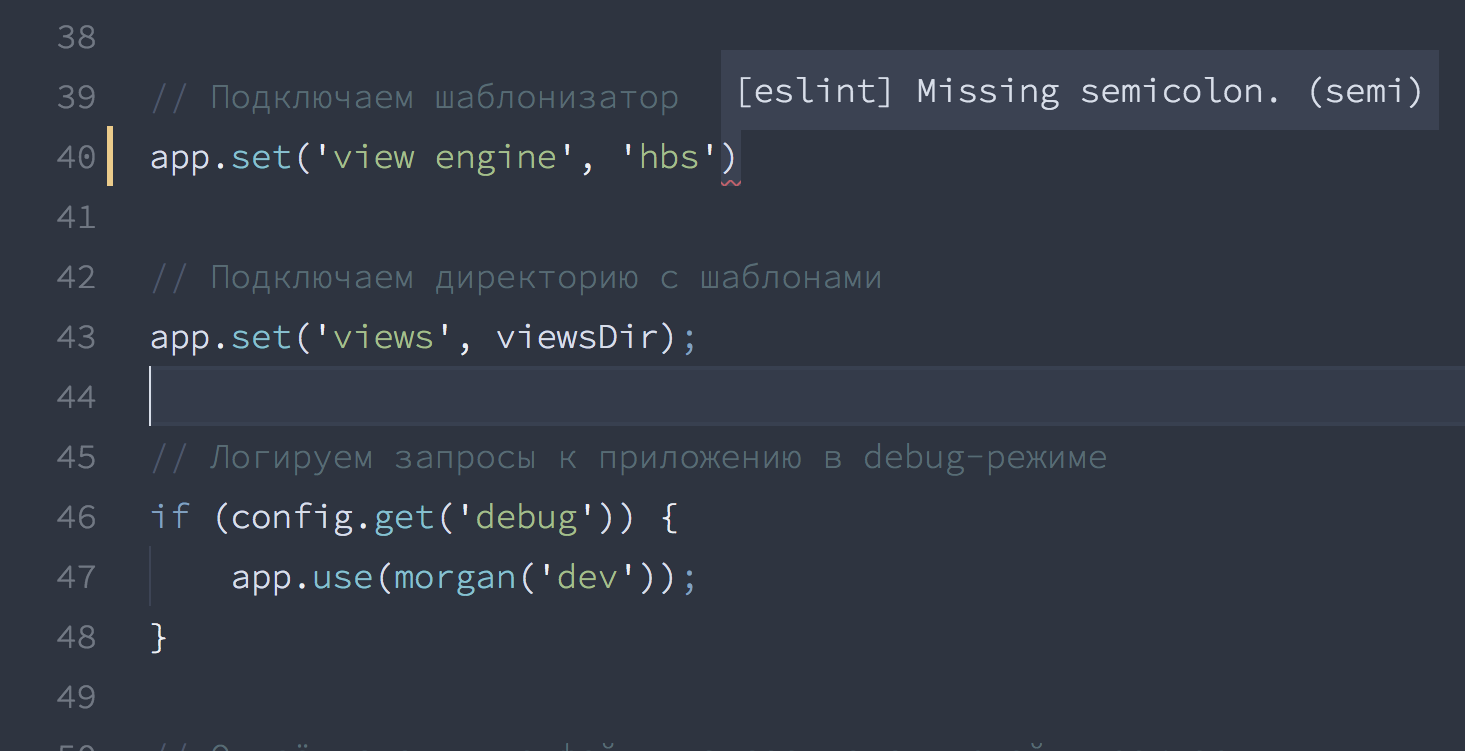 38
39 // Подключаем шаблонизатор
[eslint] Missing semicolon. (semi)
40 app.set('view engine', 'hbs')
41
42 // Подключаем директорию с шаблонами
43 app.set('views', viewsDir);
44
45 // Логируем запросы к приложению в debug-режиме
46 if (config.get('debug')) {
47     app.use(morgan('dev'));
48 }
49